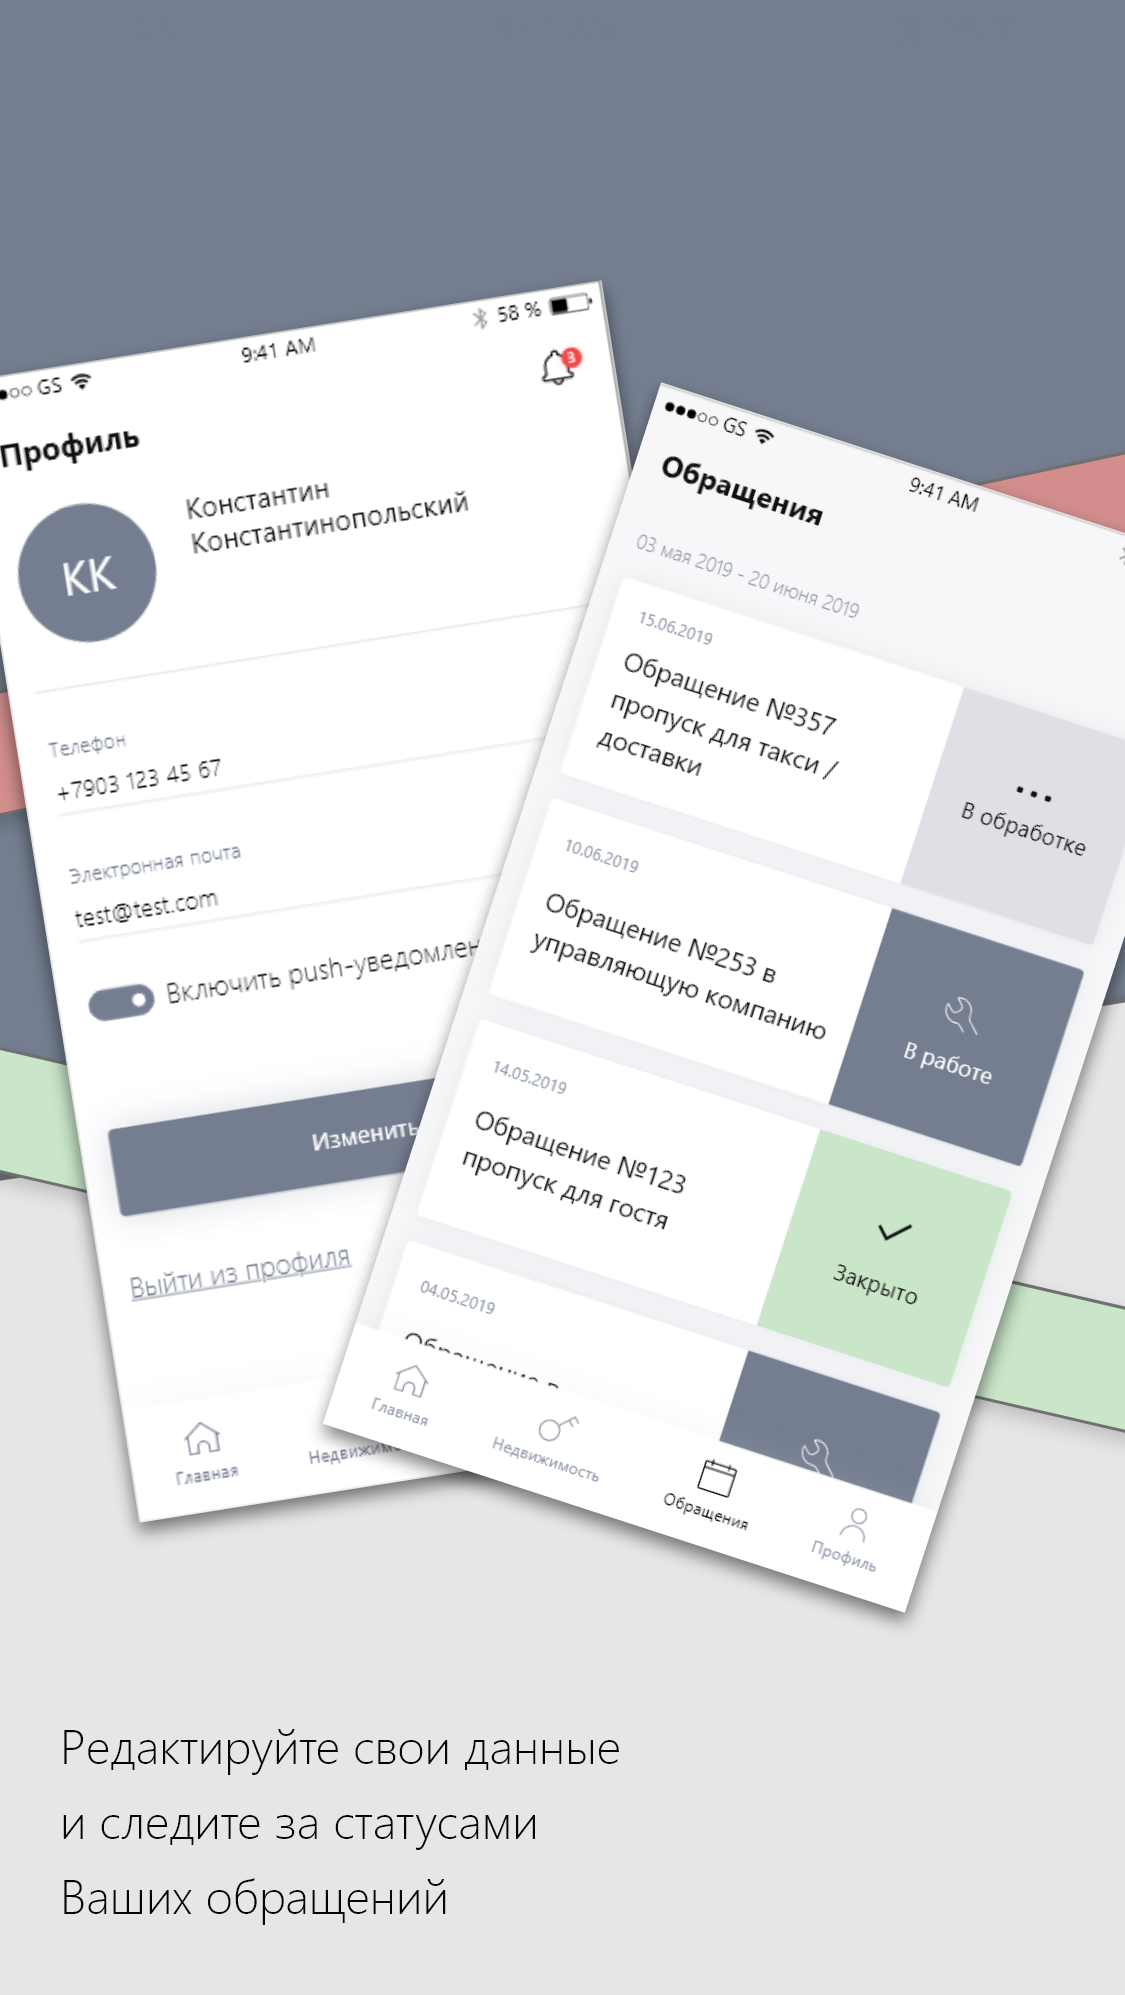 GS
9:41 AM
58 %
3
Профиль
КК
Константин
Константинопольский
Телефон
+7903 123 45 67
Электронная почта
test@test.com
Включить push-уведомлен
Изменить
Выйти из профиля
Главная
GS
9:41 AM
Обращения
03 мая 2019 - 20 июня 2019
15.06.2019
Обращение №357
пропуск для такси /
доставки
В обработке
10.06.2019
Обращение №253 в
управляющую компанию
В работе
14.05.2019
Обращение №123
пропуск для гостя
Закрыто
04.05.2019
Обращение в
Главная
Недвижимость
Обращения
Профиль
Редактируйте свои данные
и следите за статусами
Ваших обращений